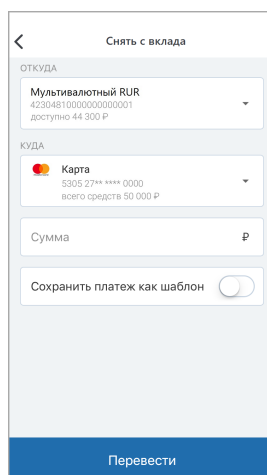 Снять с вклада
ОТКУДА
Мультивалютный RUR
42304810000000000001
доступно 44 300 ₽
КУДА
Карта
5305 27** **** 0000
всего средств 50 000 ₽
Сумма ₽
Сохранить платеж как шаблон
Перевести